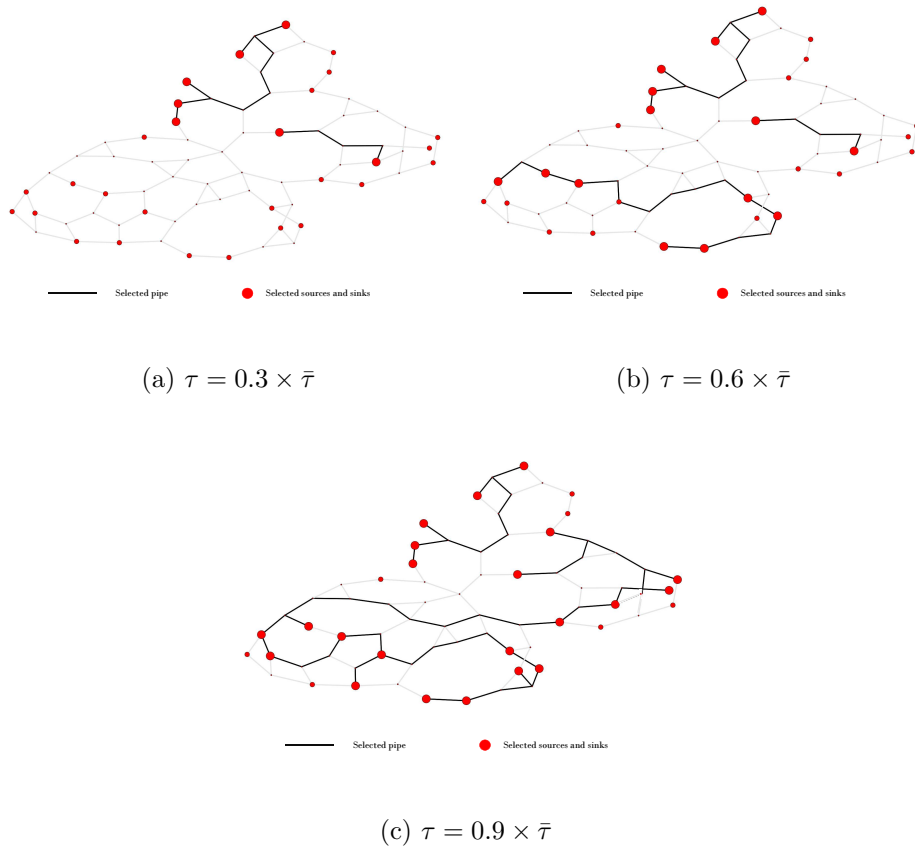 Selected pipe Selected sources and sinks Selected pipe Selected sources and sinks
(a) τ = 0.3 × τ̄ (b) τ = 0.6 × τ̄
Selected pipe Selected sources and sinks
(c) τ = 0.9 × τ̄